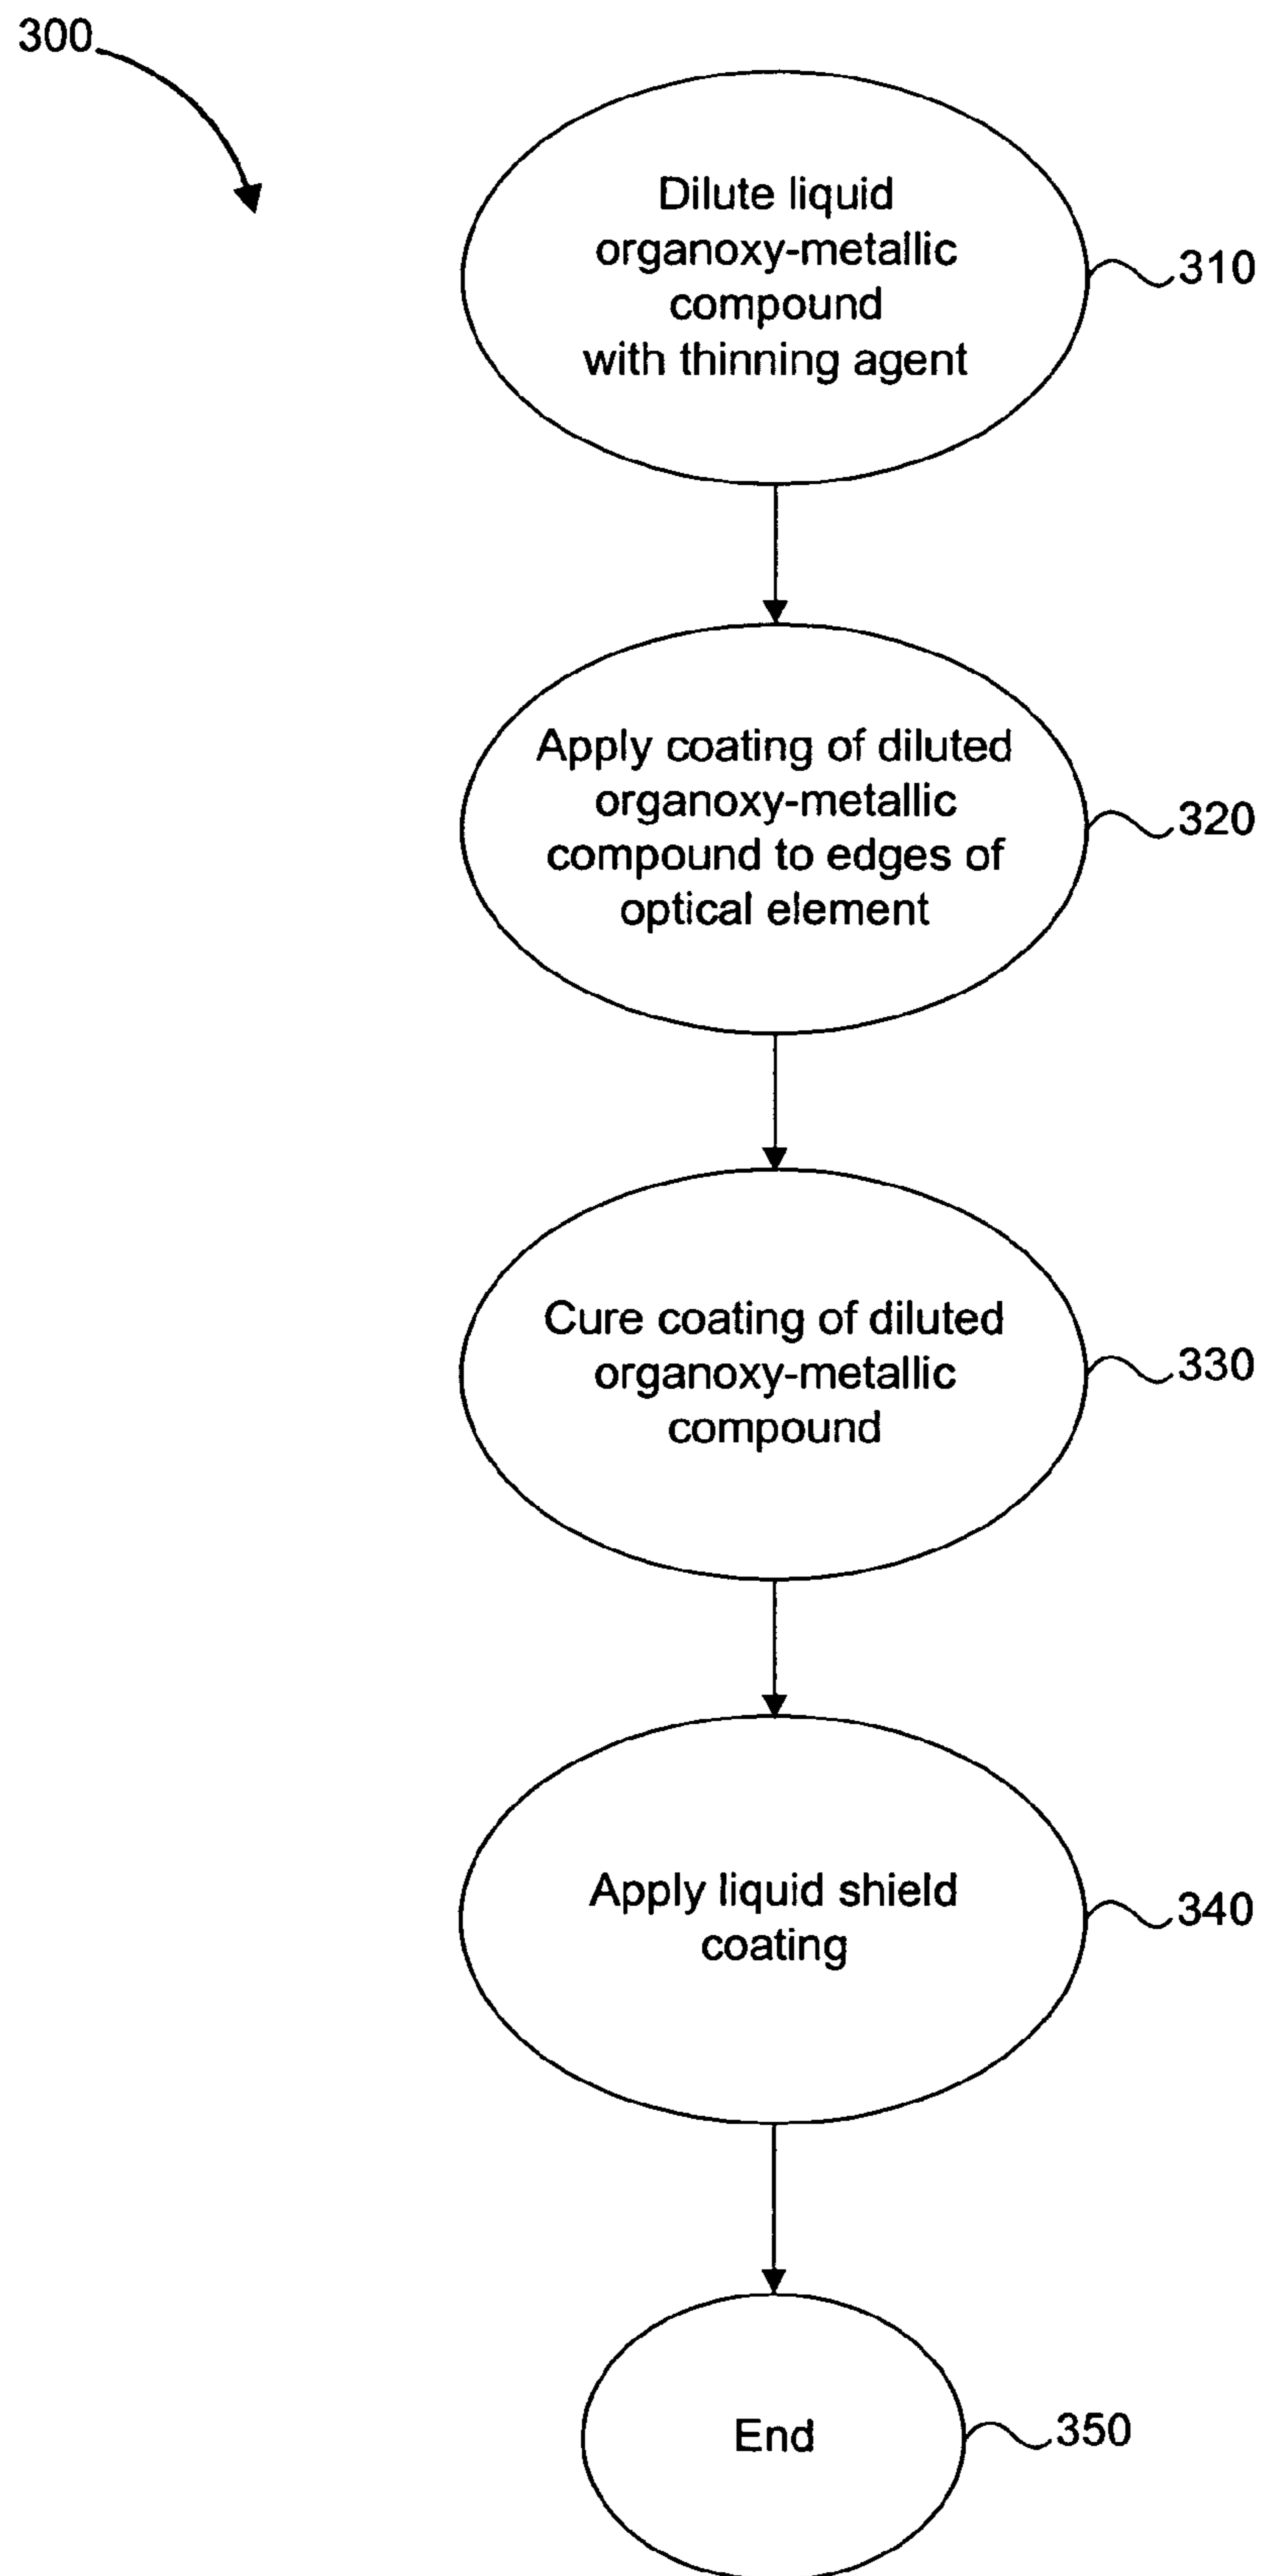 300
Dilute liquid
organoxy-metallic
compound
with thinning agent
310
Apply coating of diluted
organoxy-metallic
compound to edges of
optical element
320
Cure coating of diluted
organoxy-metallic
compound
330
Apply liquid shield
coating
340
End
350